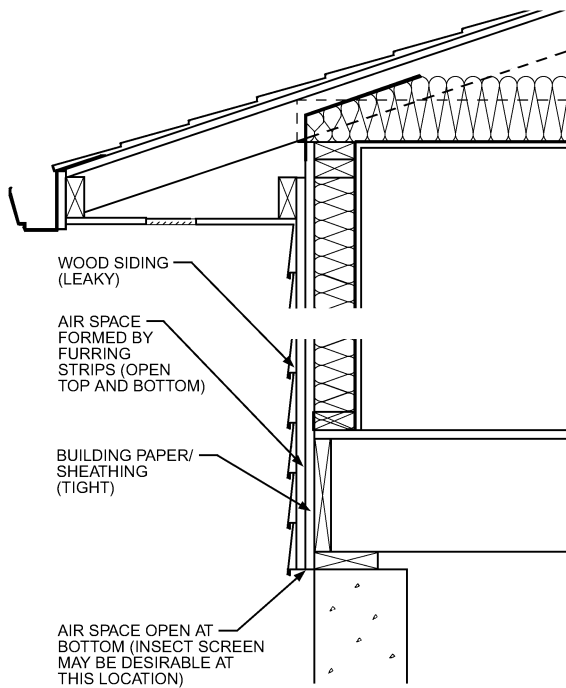 WOOD SIDING
(LEAKY)
AIR SPACE
FORMED BY
FURRING
STRIPS (OPEN
TOP AND BOTTOM)
BUILDING PAPER/
SHEATHING
(TIGHT)
AIR SPACE OPEN AT
BOTTOM (INSECT SCREEN
MAY BE DESIRABLE AT
THIS LOCATION)